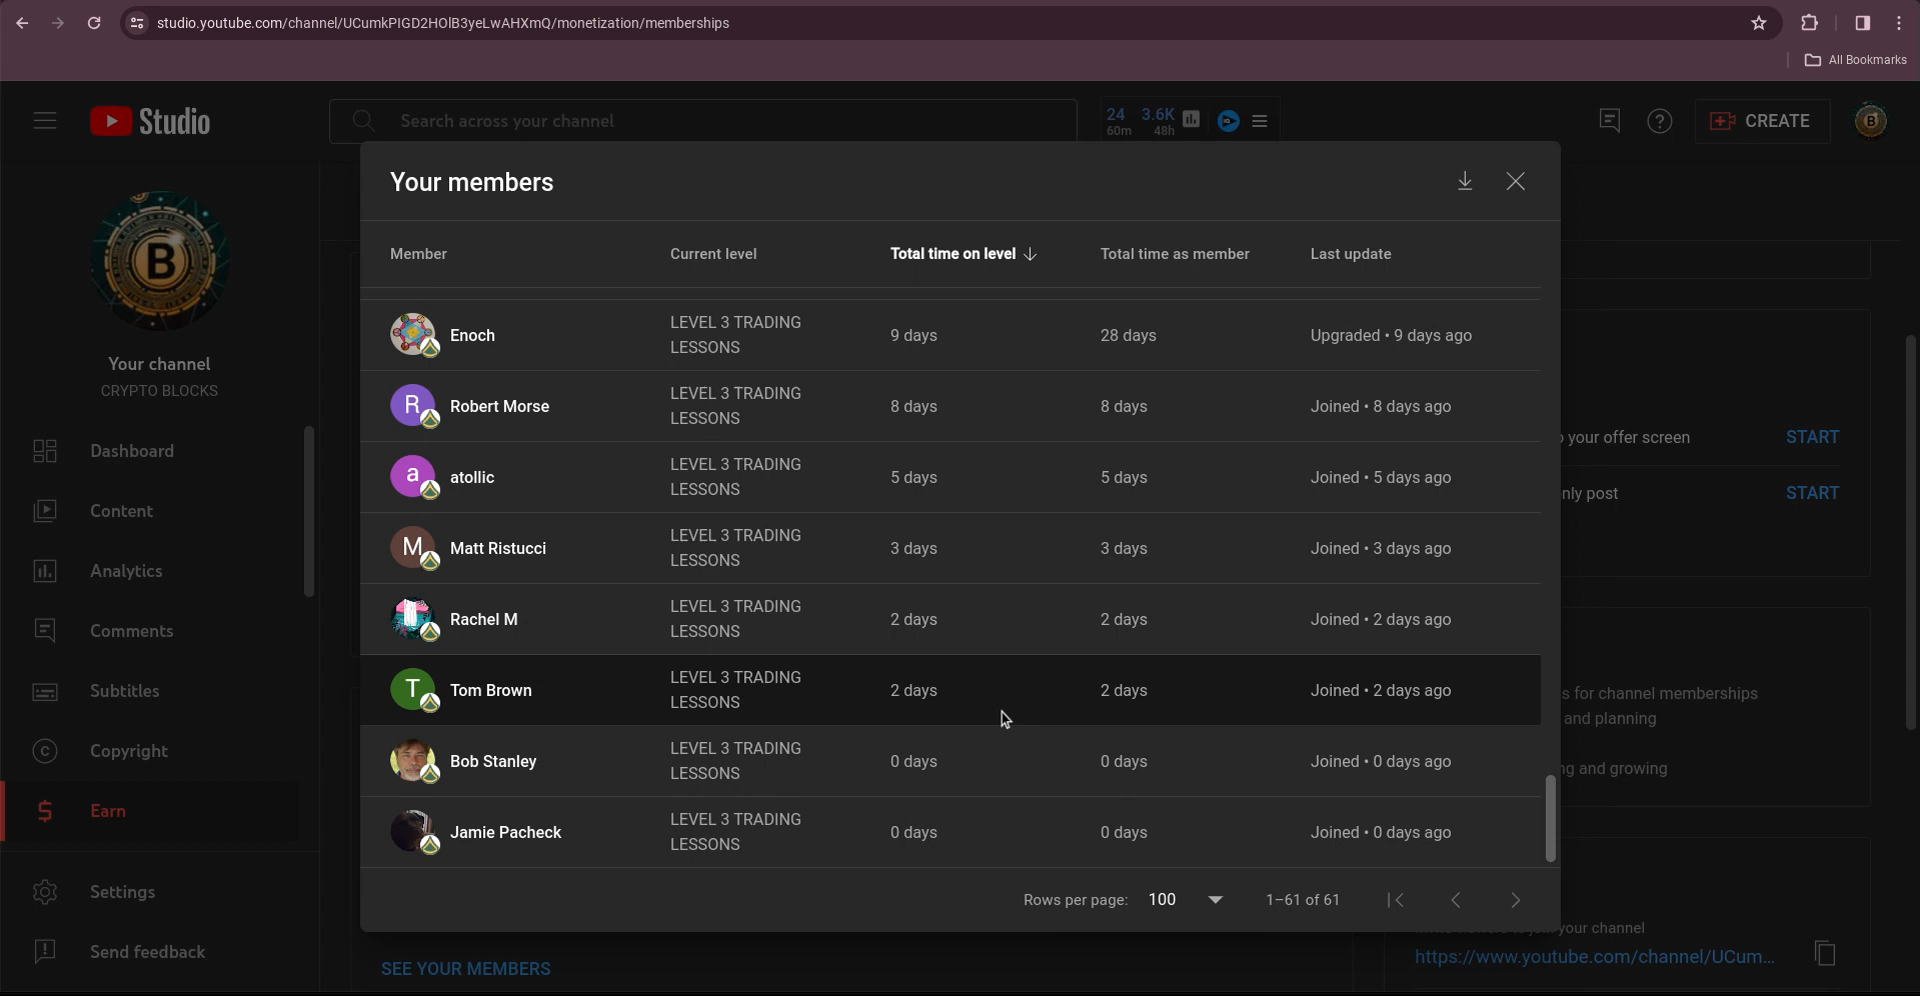 studio.youtube.com/channel/UCumkPIGD2HOlB3yeLwAHXmQ/monetization/memberships
All Bookmarks
Studio
Search across your channel
24 3.6K
60m 48h
CREATE
Your members
Member Current level Total time on level Total time as member Last update
Your channel
CRYPTO BLOCKS
Dashboard
Content
Analytics
Comments
Subtitles
Copyright
Earn
Settings
Send feedback
Enoch LEVEL 3 TRADING 9 days 28 days Upgraded • 9 days ago
LESSONS
R Robert Morse LEVEL 3 TRADING 8 days 8 days Joined • 8 days ago
LESSONS
a atollic LEVEL 3 TRADING 5 days 5 days Joined • 5 days ago
LESSONS
M Matt Ristucci LEVEL 3 TRADING 3 days 3 days Joined • 3 days ago
LESSONS
Rachel M LEVEL 3 TRADING 2 days 2 days Joined • 2 days ago
LESSONS
T Tom Brown LEVEL 3 TRADING 2 days 2 days Joined • 2 days ago
LESSONS
Bob Stanley LEVEL 3 TRADING 0 days 0 days Joined • 0 days ago
LESSONS
Jamie Pacheck LEVEL 3 TRADING 0 days 0 days Joined • 0 days ago
LESSONS
Rows per page: 100 1–61 of 61
your offer screen START
post START
s for channel memberships
and planning
and growing
your channel
https://www.youtube.com/channel/UCum...
SEE YOUR MEMBERS